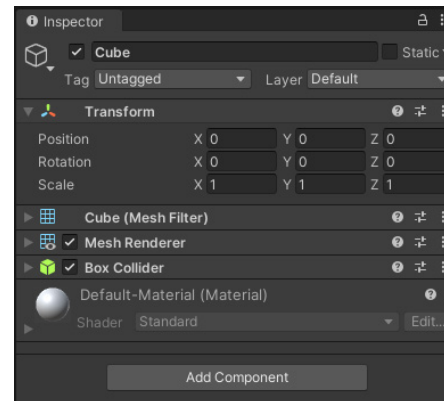 Inspector
Cube Static
Tag Untagged Layer Default
Transform
Position X 0 Y 0 Z 0
Rotation X 0 Y 0 Z 0
Scale X 1 Y 1 Z 1
Cube (Mesh Filter)
Mesh Renderer
Box Collider
Default-Material (Material)
Shader Standard Edit...
Add Component